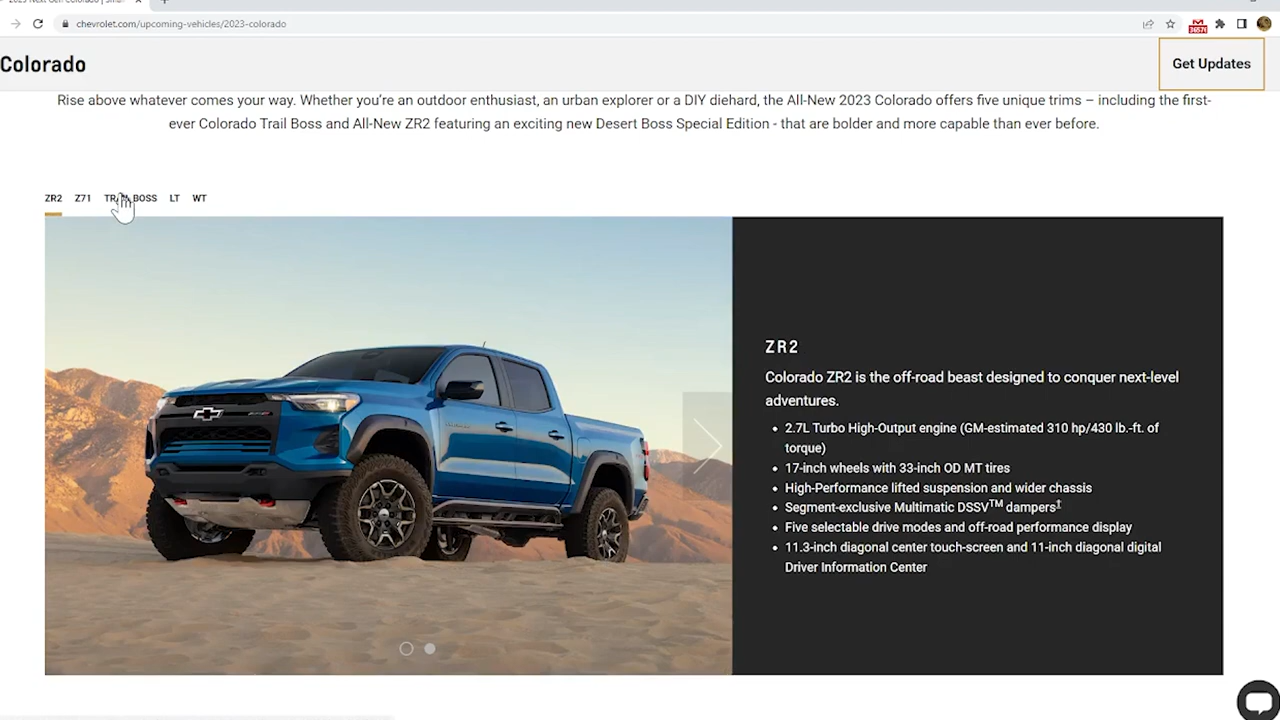 2023 Next Gen Colorado | Small
chevrolet.com/upcoming-vehicles/2023-colorado
36571
Colorado
Get Updates
Rise above whatever comes your way. Whether you're an outdoor enthusiast, an urban explorer or a DIY diehard, the All-New 2023 Colorado offers five unique trims – including the first-
ever Colorado Trail Boss and All-New ZR2 featuring an exciting new Desert Boss Special Edition - that are bolder and more capable than ever before.
ZR2 Z71 TRAIL BOSS LT WT
ZR2
Colorado ZR2 is the off-road beast designed to conquer next-level
adventures.
• 2.7L Turbo High-Output engine (GM-estimated 310 hp/430 lb.-ft. of
torque)
• 17-inch wheels with 33-inch OD MT tires
• High-Performance lifted suspension and wider chassis
• Segment-exclusive Multimatic DSSV™ dampers†
• Five selectable drive modes and off-road performance display
• 11.3-inch diagonal center touch-screen and 11-inch diagonal digital
Driver Information Center